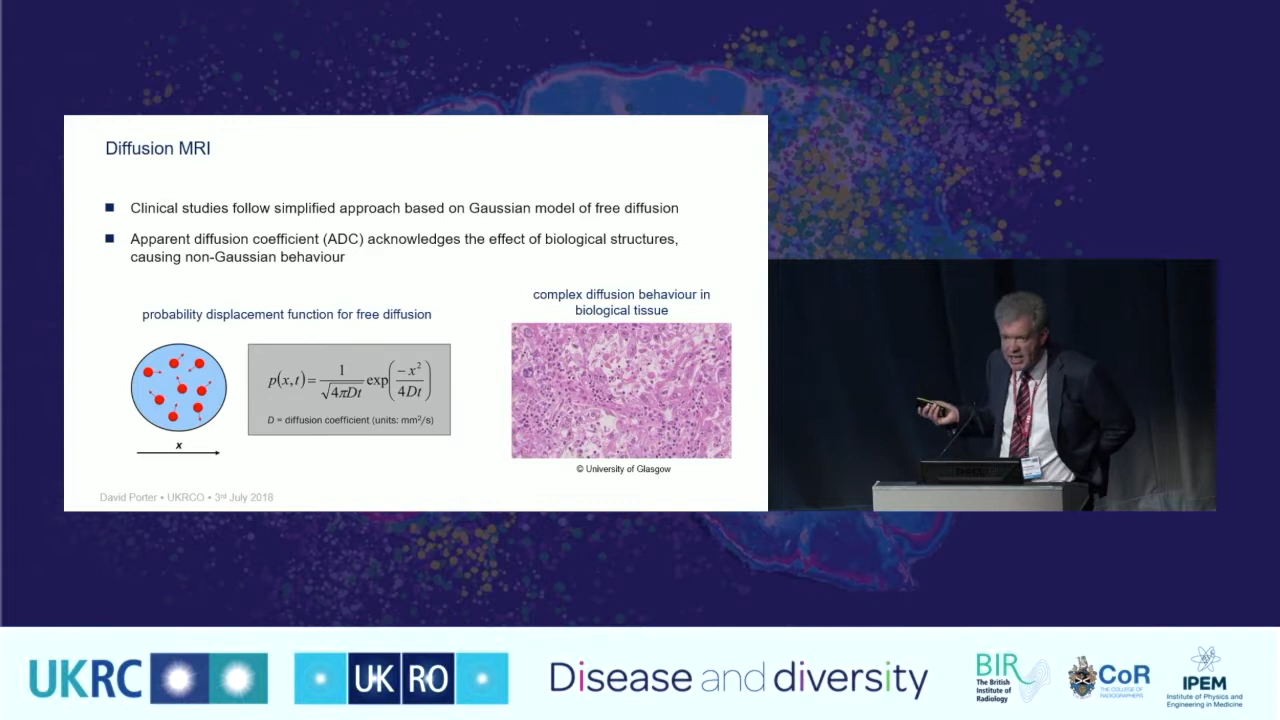 Diffusion MRI
Clinical studies follow simplified approach based on Gaussian model of free diffusion
Apparent diffusion coefficient (ADC) acknowledges the effect of biological structures,
causing non-Gaussian behaviour
probability displacement function for free diffusion
complex diffusion behaviour in
biological tissue
p(x,t) = 1/√(4πDt) exp(−x²/4Dt)
D = diffusion coefficient (units: mm²/s)
x
© University of Glasgow
David Porter • UKRCO • 3rd July 2018
UKRC
UK RO
Disease and diversity
BIR
The British
Institute of
Radiology
CoR
THE COLLEGE OF
RADIOGRAPHERS
IPEM
Institute of Physics and
Engineering in Medicine